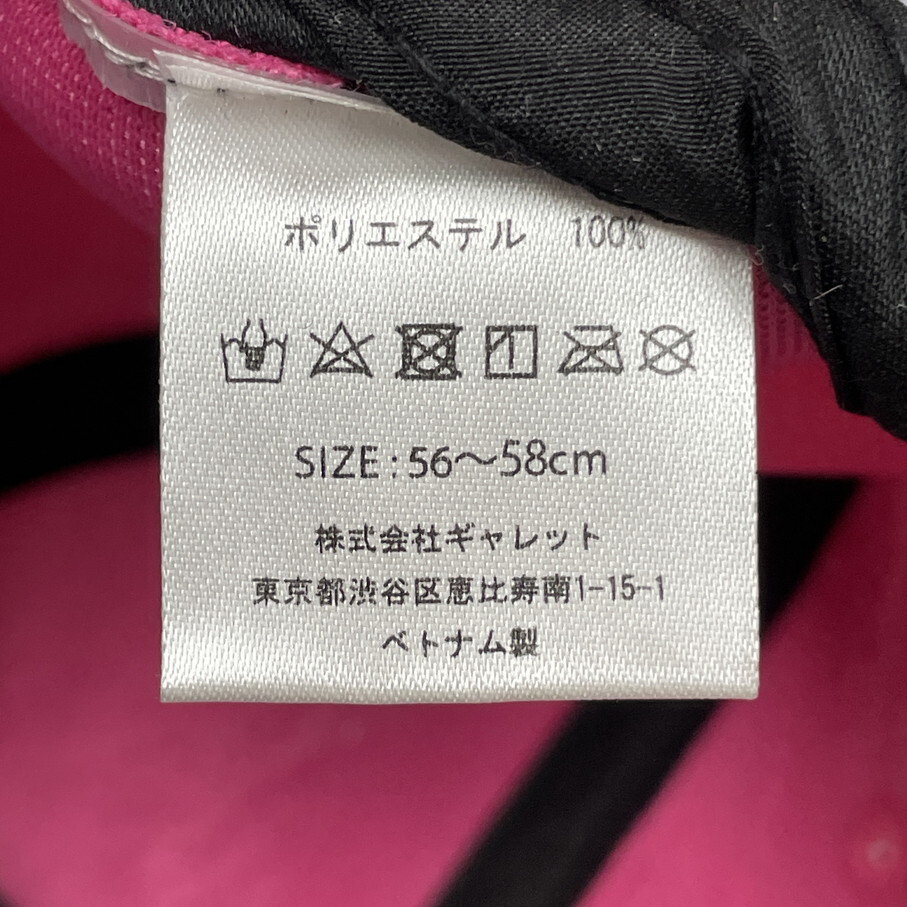 ポリエステル　100%
SIZE:56〜58cm
株式会社ギャレット
東京都渋谷区恵比寿南1-15-1
ベトナム製